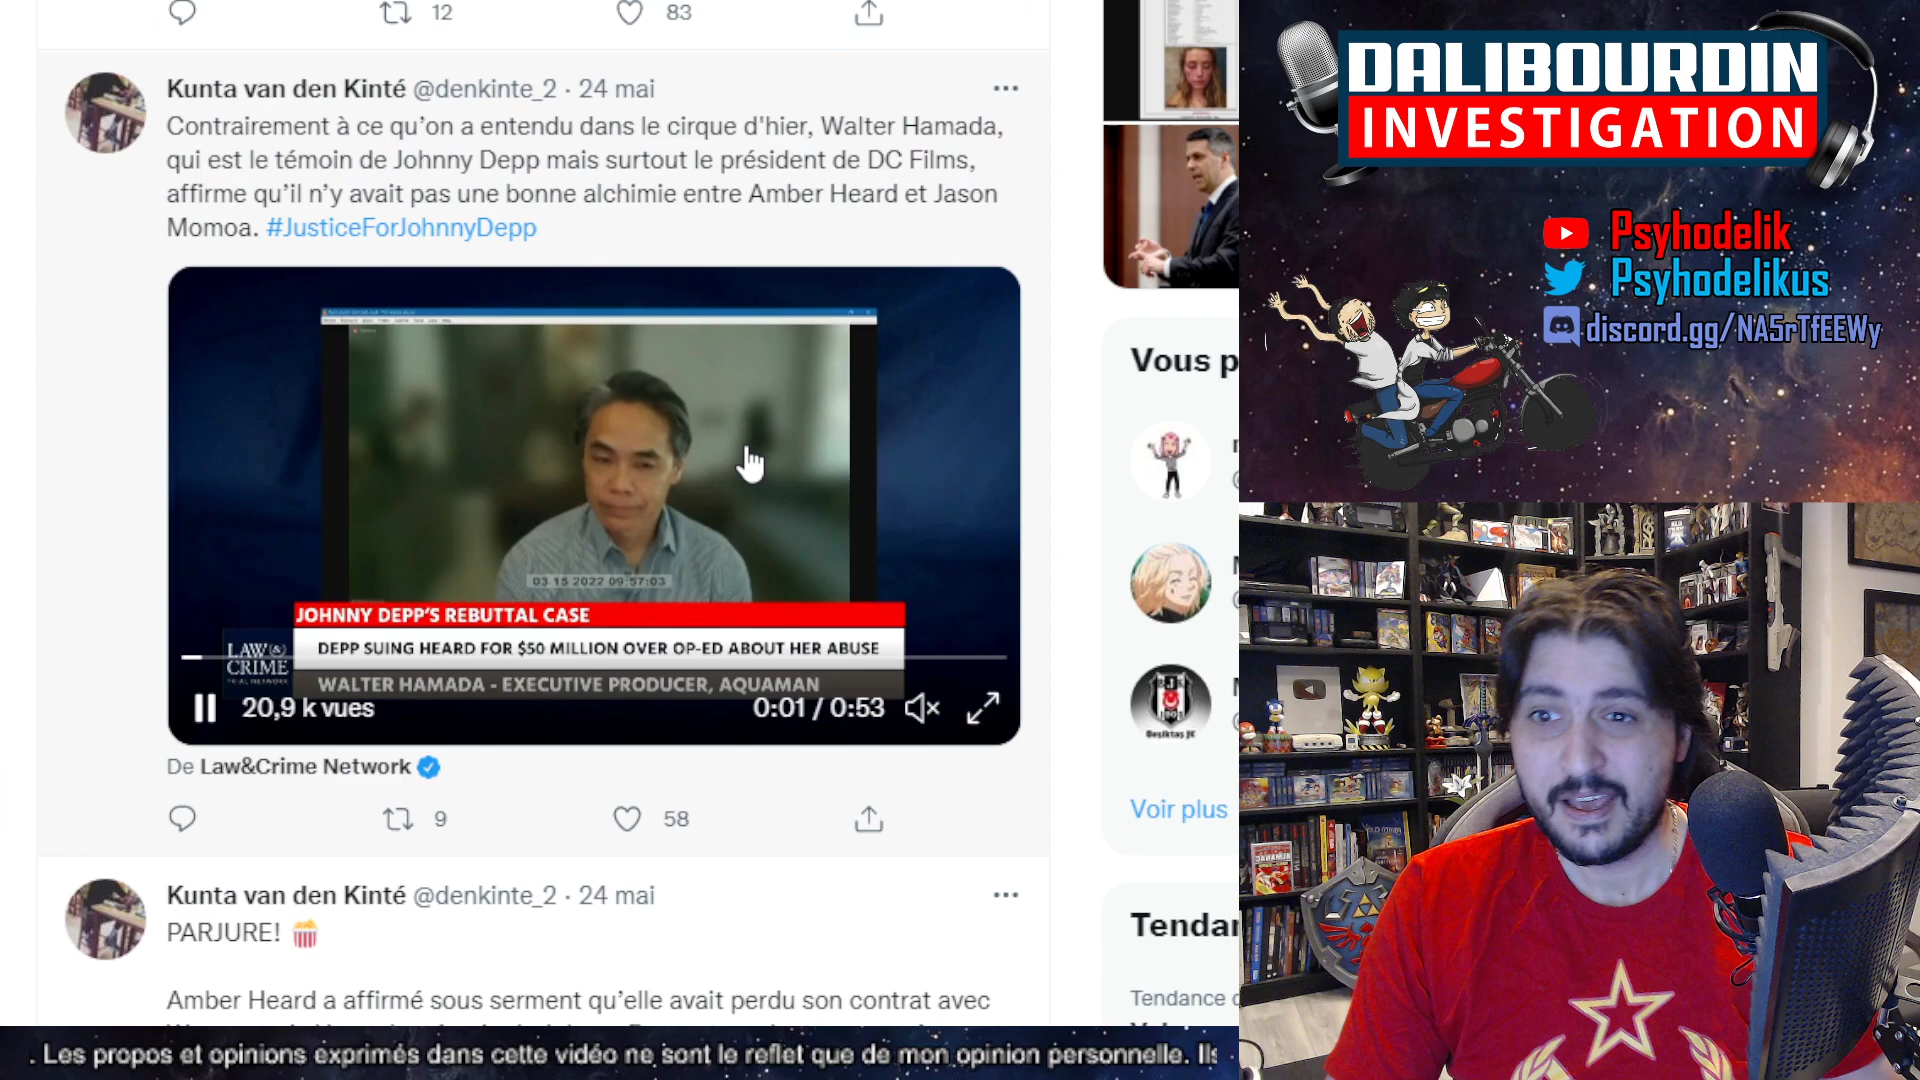 12
83
Kunta van den Kinté @denkinte_2 · 24 mai
Contrairement à ce qu'on a entendu dans le cirque d'hier, Walter Hamada,
qui est le témoin de Johnny Depp mais surtout le président de DC Films,
affirme qu'il n'y avait pas une bonne alchimie entre Amber Heard et Jason
Momoa. #JusticeForJohnnyDepp
03 15 2022 09:57:03
JOHNNY DEPP'S REBUTTAL CASE
DEPP SUING HEARD FOR $50 MILLION OVER OP-ED ABOUT HER ABUSE
WALTER HAMADA - EXECUTIVE PRODUCER, AQUAMAN
LAW&
CRIME
TRIAL NETWORK
20,9 k vues
0:01 / 0:53
De Law&Crime Network
9
58
Kunta van den Kinté @denkinte_2 · 24 mai
PARJURE!
Amber Heard a affirmé sous serment qu'elle avait perdu son contrat avec
Vous p
Beşiktaş JK
Voir plus
Tendan
Tendance
DALIBOURDIN
INVESTIGATION
Psyhodelik
Psyhodelikus
discord.gg/NA5rTfEEWy
. Les propos et opinions exprimés dans cette vidéo ne sont le reflet que de mon opinion personnelle. Ils